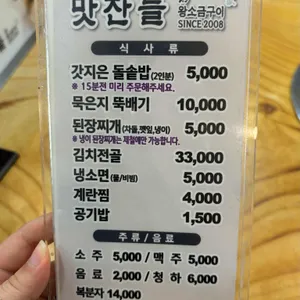 맛찬들
왕소금구이
SINCE 2008
식 사 류
갓지은 돌솥밥(2인분) 5,000
※ 15분전 미리 주문해주세요.
묵은지 뚝배기 10,000
된장찌개(차돌,깻잎,냉이) 5,000
※ 냉이 된장찌개는 제철에만 가능합니다.
김치전골 33,000
냉소면(물/비빔) 5,000
계란찜 4,000
공기밥 1,500
주류 / 음료
소 주 5,000 / 맥 주 5,000
음 료 2,000 / 청 하 6,000
복분자 14,000